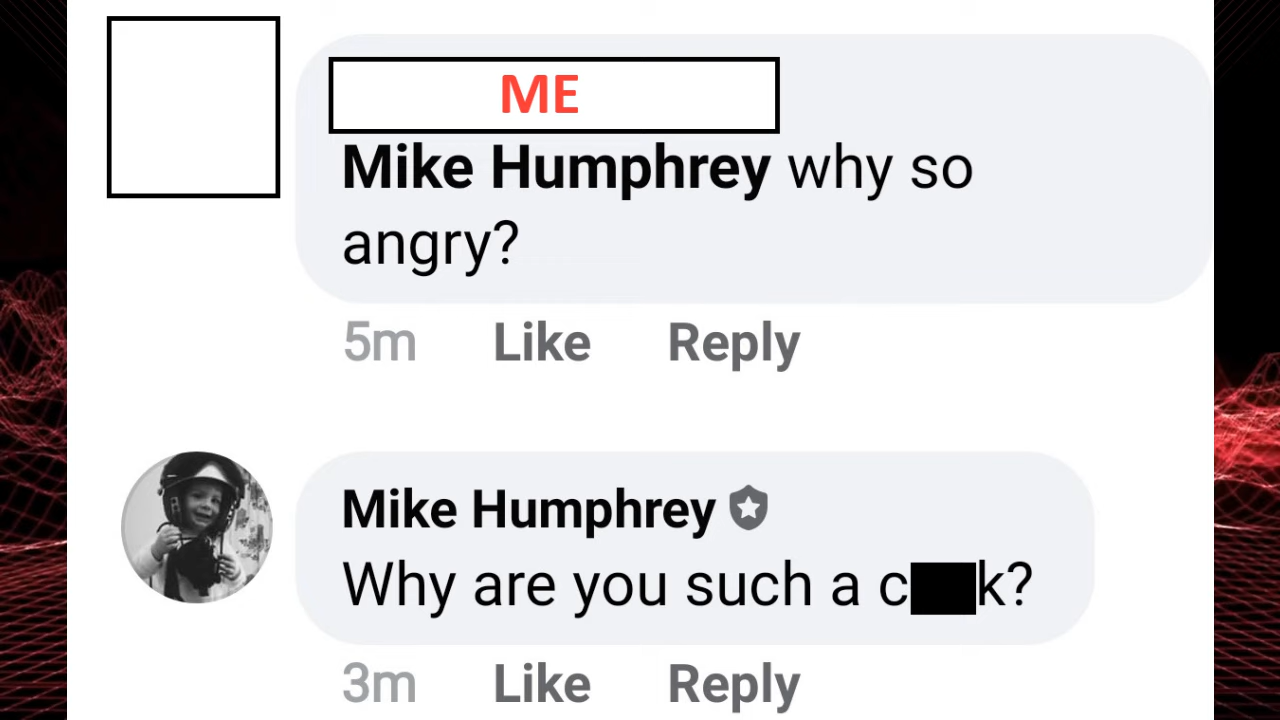 ME
Mike Humphrey why so
angry?
5m Like Reply
Mike Humphrey
Why are you such a c█k?
3m Like Reply